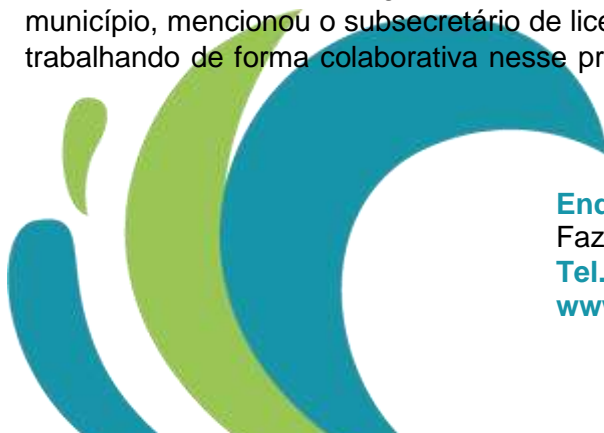 município, mencionou o subsecretário de lice
trabalhando de forma colaborativa nesse pr
End
Faz
Tel.
www